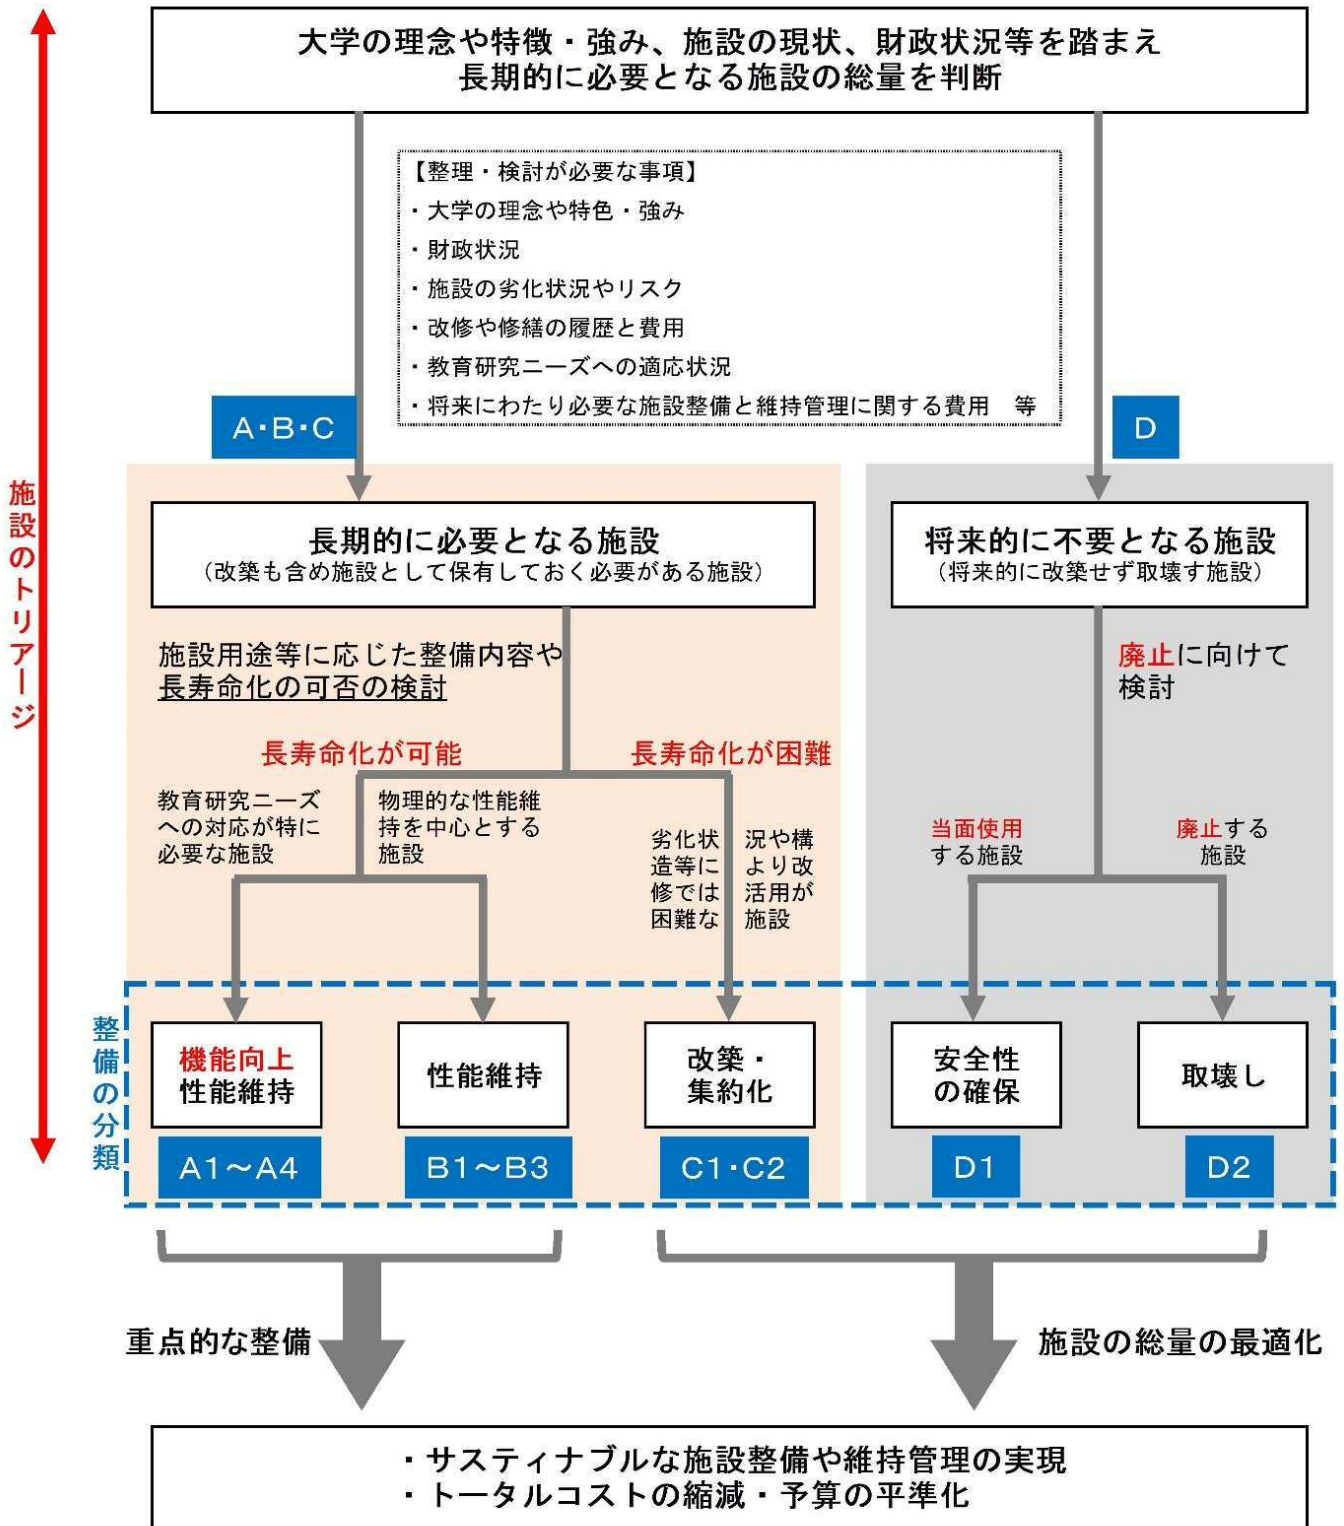 大学の理念や特徴・強み、施設の現状、財政状況等を踏まえ
長期的に必要となる施設の総量を判断
【整理・検討が必要な事項】
・大学の理念や特色・強み
・財政状況
・施設の劣化状況やリスク
・改修や修繕の履歴と費用
・教育研究ニーズへの適応状況
・将来にわたり必要な施設整備と維持管理に関する費用　等
A・B・C
D
施設のトリアージ
長期的に必要となる施設
（改築も含め施設として保有しておく必要がある施設）
将来的に不要となる施設
（将来的に改築せず取壊す施設）
施設用途等に応じた整備内容や
長寿命化の可否の検討
廃止に向けて
検討
長寿命化が可能
長寿命化が困難
教育研究ニーズ
への対応が特に
必要な施設
物理的な性能維
持を中心とする
施設
劣化状況や構
造等により改
修では活用が
困難な施設
当面使用
する施設
廃止する
施設
整備の分類
機能向上
性能維持
性能維持
改築・
集約化
安全性
の確保
取壊し
A1～A4
B1～B3
C1・C2
D1
D2
重点的な整備
施設の総量の最適化
・サスティナブルな施設整備や維持管理の実現
・トータルコストの縮減・予算の平準化